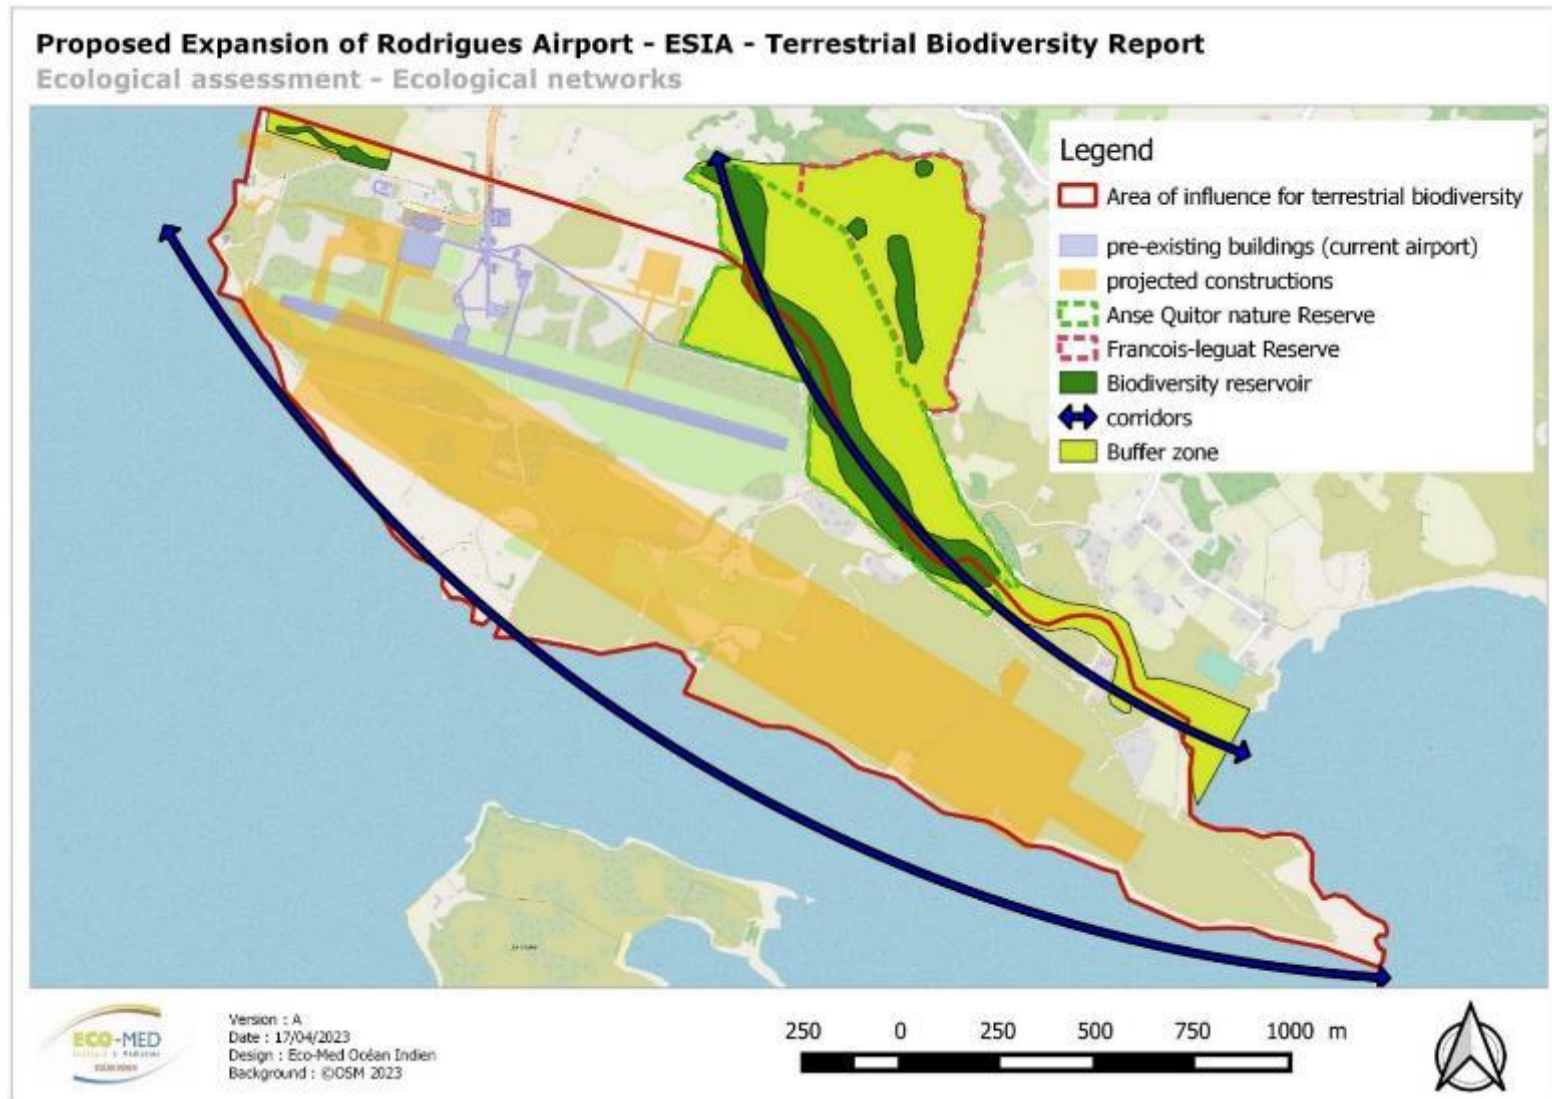 Proposed Expansion of Rodrigues Airport - ESIA - Terrestrial Biodiversity Report
Ecological assessment - Ecological networks
Legend
Area of influence for terrestrial biodiversity
pre-existing buildings (current airport)
projected constructions
Anse Quitor nature Reserve
Francois-leguat Reserve
Biodiversity reservoir
corridors
Buffer zone
ECO-MED
Version : A
Date : 17/04/2023
Design : Eco-Med Océan Indien
Background : ©OSM 2023
250 0 250 500 750 1000 m